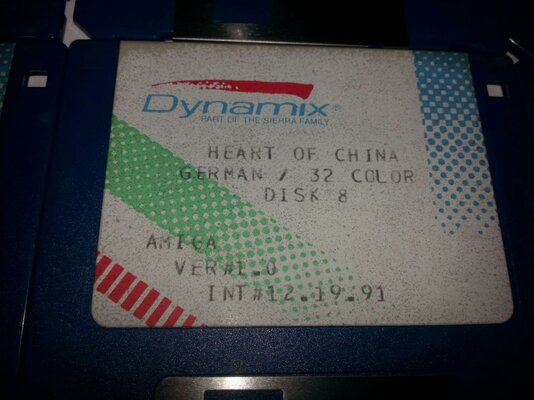 Dynamix®
PART OF THE SIERRA FAMILY
HEART OF CHINA
GERMAN / 32 COLOR
DISK 8
AMIGA
VER#1.0
INT#12.19.91